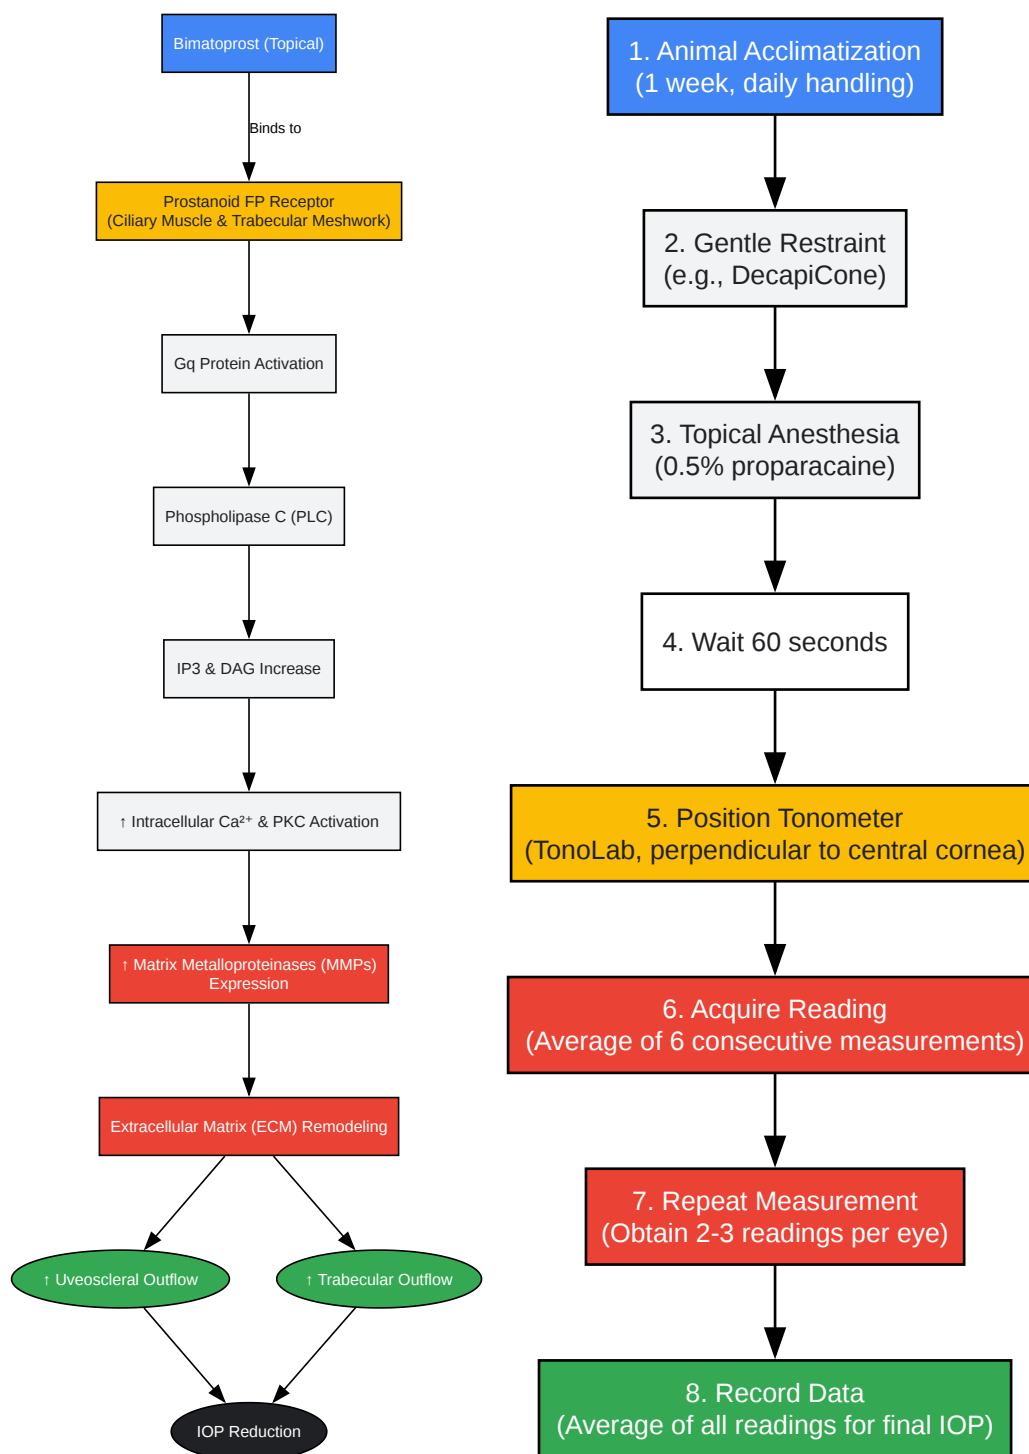 Bimatoprost (Topical)
Binds to
Prostanoid FP Receptor
(Ciliary Muscle & Trabecular Meshwork)
Gq Protein Activation
Phospholipase C (PLC)
IP3 & DAG Increase
↑ Intracellular Ca²⁺ & PKC Activation
↑ Matrix Metalloproteinases (MMPs)
Expression
Extracellular Matrix (ECM) Remodeling
↑ Uveoscleral Outflow
↑ Trabecular Outflow
IOP Reduction
1. Animal Acclimatization
(1 week, daily handling)
2. Gentle Restraint
(e.g., DecapiCone)
3. Topical Anesthesia
(0.5% proparacaine)
4. Wait 60 seconds
5. Position Tonometer
(TonoLab, perpendicular to central cornea)
6. Acquire Reading
(Average of 6 consecutive measurements)
7. Repeat Measurement
(Obtain 2-3 readings per eye)
8. Record Data
(Average of all readings for final IOP)